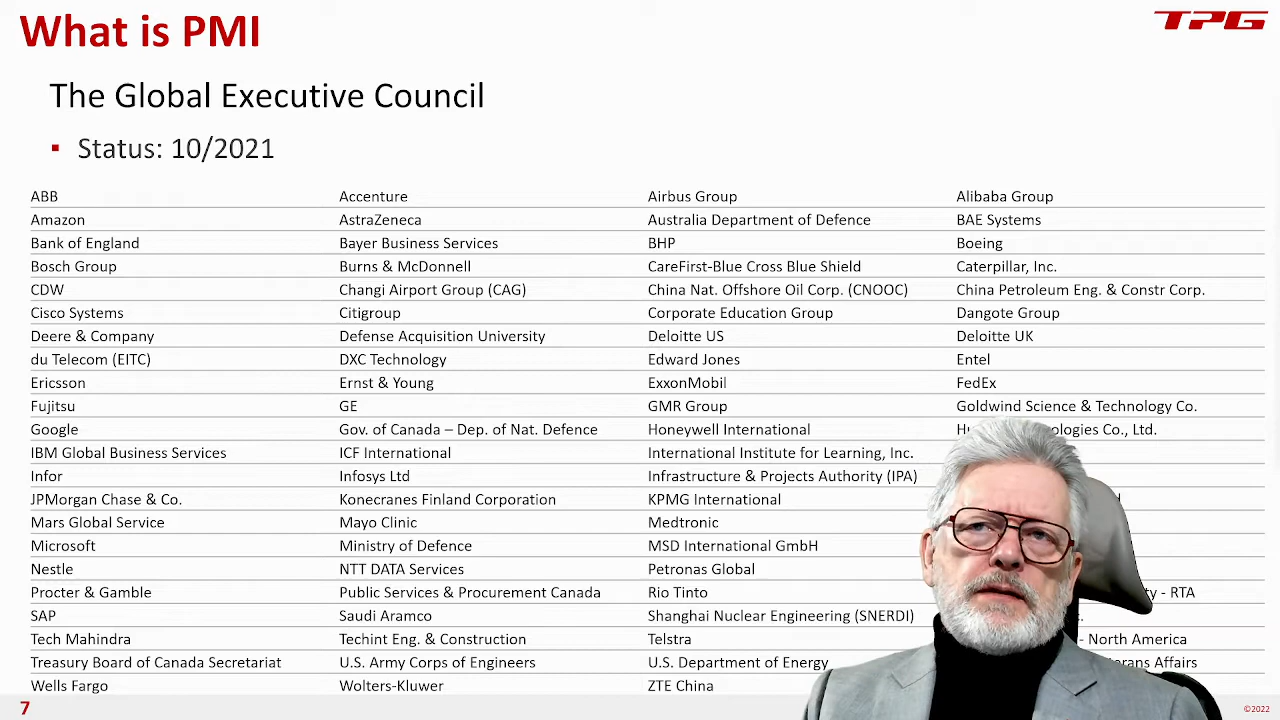 What is PMI
TPG
The Global Executive Council
▪ Status: 10/2021
ABB Accenture Airbus Group Alibaba Group
Amazon AstraZeneca Australia Department of Defence BAE Systems
Bank of England Bayer Business Services BHP Boeing
Bosch Group Burns & McDonnell CareFirst-Blue Cross Blue Shield Caterpillar, Inc.
CDW Changi Airport Group (CAG) China Nat. Offshore Oil Corp. (CNOOC) China Petroleum Eng. & Constr Corp.
Cisco Systems Citigroup Corporate Education Group Dangote Group
Deere & Company Defense Acquisition University Deloitte US Deloitte UK
du Telecom (EITC) DXC Technology Edward Jones Entel
Ericsson Ernst & Young ExxonMobil FedEx
Fujitsu GE GMR Group Goldwind Science & Technology Co.
Google Gov. of Canada – Dep. of Nat. Defence Honeywell International Co., Ltd.
IBM Global Business Services ICF International International Institute for Learning, Inc.
Infor Infosys Ltd Infrastructure & Projects Authority (IPA)
JPMorgan Chase & Co. Konecranes Finland Corporation KPMG International
Mars Global Service Mayo Clinic Medtronic
Microsoft Ministry of Defence MSD International GmbH
Nestle NTT DATA Services Petronas Global
Procter & Gamble Public Services & Procurement Canada Rio Tinto - RTA
SAP Saudi Aramco Shanghai Nuclear Engineering (SNERDI)
Tech Mahindra Techint Eng. & Construction Telstra - North America
Treasury Board of Canada Secretariat U.S. Army Corps of Engineers U.S. Department of Energy Affairs
Wells Fargo Wolters-Kluwer ZTE China
7
©2022